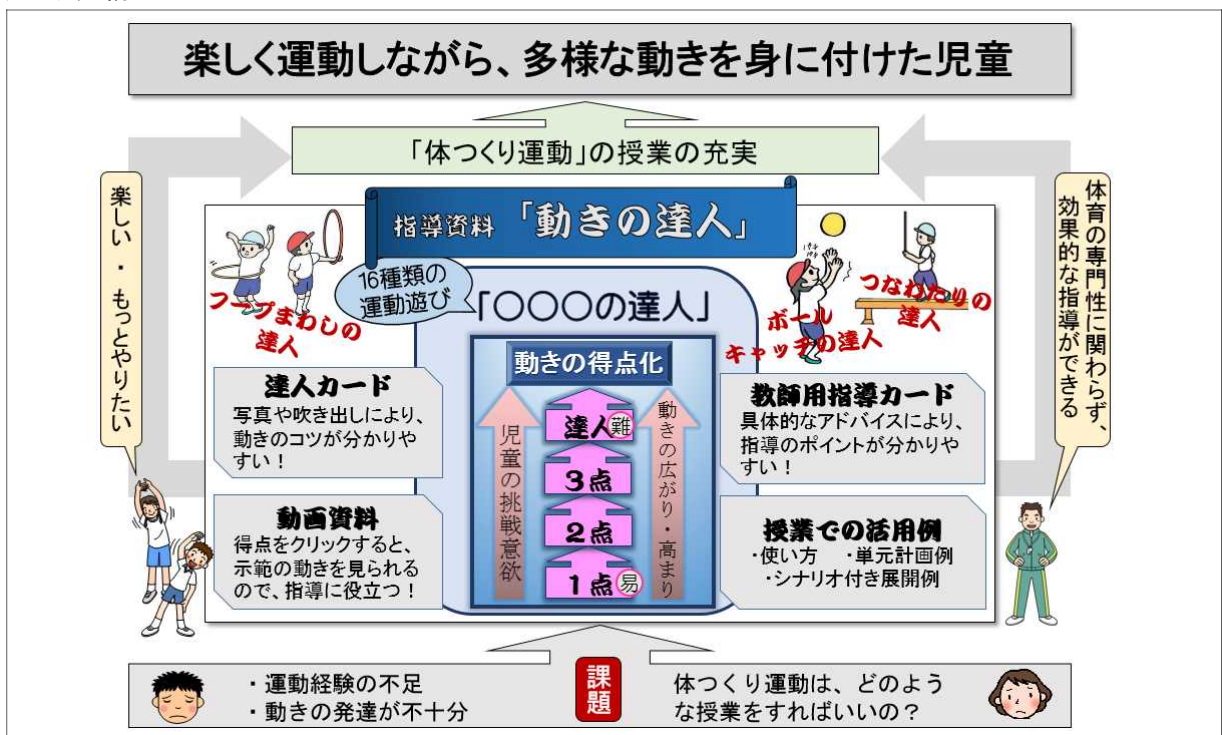 楽しく運動しながら、多様な動きを身に付けた児童
「体つくり運動」の授業の充実
楽しい・もっとやりたい
体育の専門性に関わらず、
効果的な指導ができる
指導資料「動きの達人」
16種類の
運動遊び
フープまわしの
達人
ボール
キャッチの達人
つなわたりの
達人
「〇〇〇の達人」
動きの得点化
達人 難
3点
2点
1点 易
児童の挑戦意欲
動きの広がり・高まり
達人カード
写真や吹き出しにより、
動きのコツが分かりや
すい！
動画資料
得点をクリックすると、
示範の動きを見られる
ので、指導に役立つ！
教師用指導カード
具体的なアドバイスにより、
指導のポイントが分かりや
すい！
授業での活用例
・使い方 ・単元計画例
・シナリオ付き展開例
課題
・運動経験の不足
・動きの発達が不十分
体つくり運動は、どのよう
な授業をすればいいの？